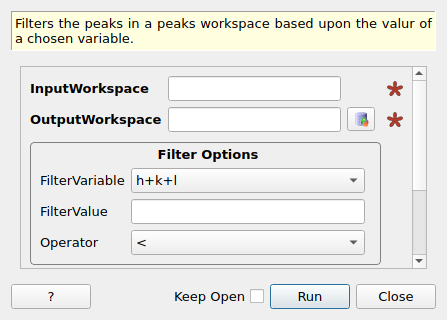 Filters the peaks in a peaks workspace based upon the valur of
a chosen variable.
InputWorkspace
OutputWorkspace
Filter Options
FilterVariable h+k+l
FilterValue
Operator <
? Keep Open Run Close